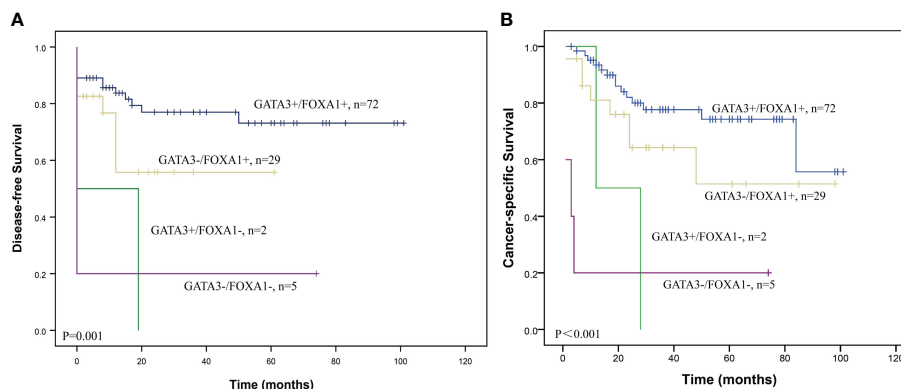 A
Disease-free Survival
1.0
0.8
0.6
0.4
0.2
0.0
GATA3+/FOXA1+, n=72
GATA3-/FOXA1+, n=29
GATA3+/FOXA1-, n=2
GATA3-/FOXA1-, n=5
P=0.001
0 20 40 60 80 100
Time (months)
B
Cancer-specific Survival
1.0
0.8
0.6
0.4
0.2
0.0
GATA3+/FOXA1+, n=72
GATA3-/FOXA1+, n=29
GATA3+/FOXA1-, n=2
GATA3-/FOXA1-, n=5
P<0.001
0 20 40 60 80 100
Time (months)